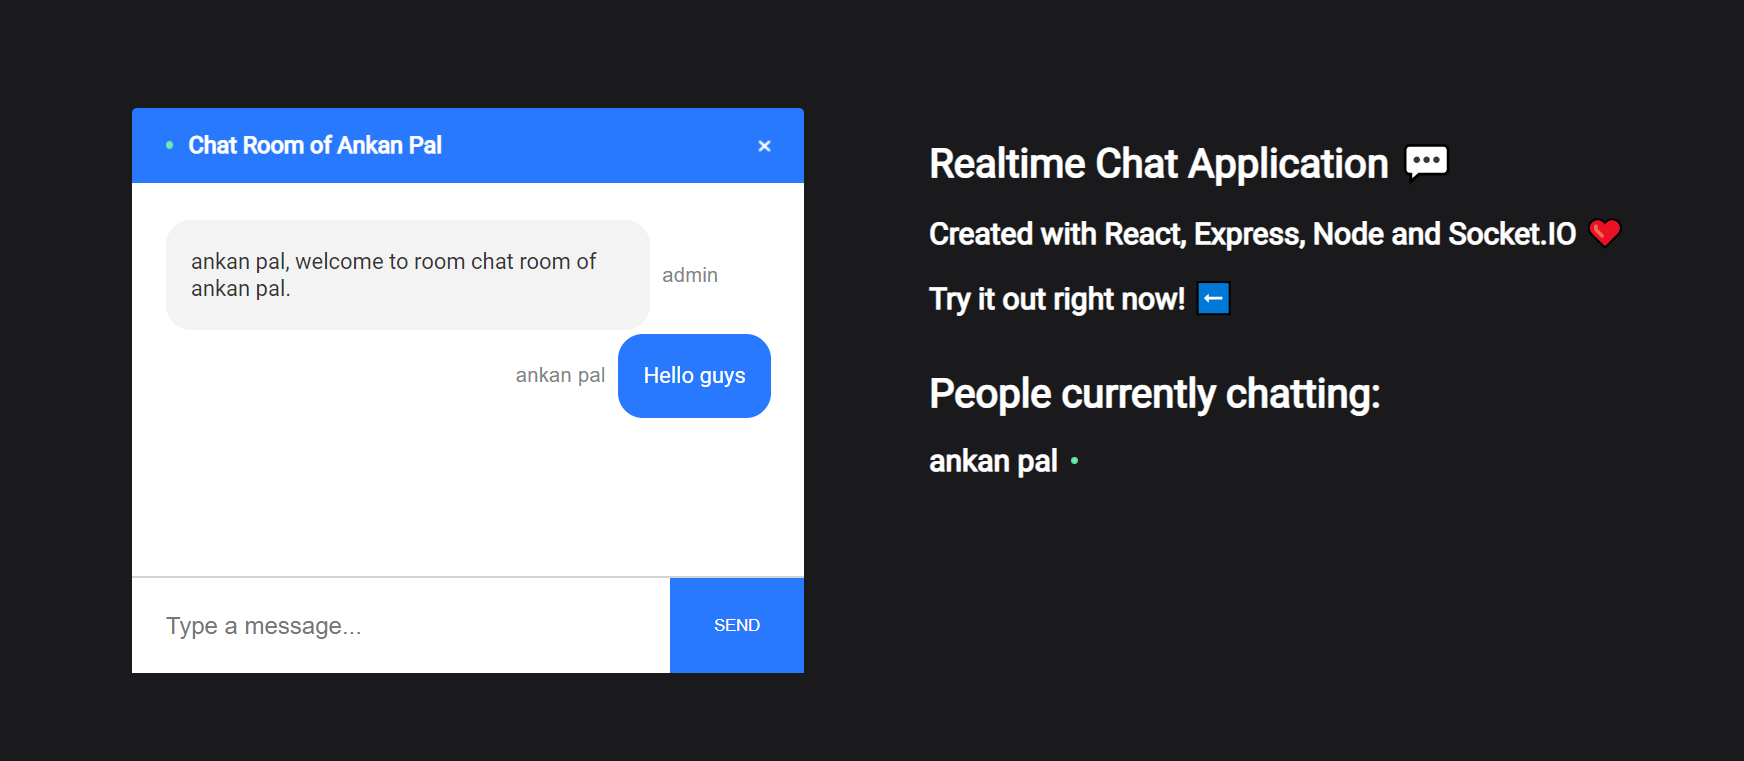 Chat Room of Ankan Pal
ankan pal, welcome to room chat room of
ankan pal.
admin
ankan pal
Hello guys
Type a message...
SEND
Realtime Chat Application 💬
Created with React, Express, Node and Socket.IO ❤️
Try it out right now! ⬅️
People currently chatting:
ankan pal